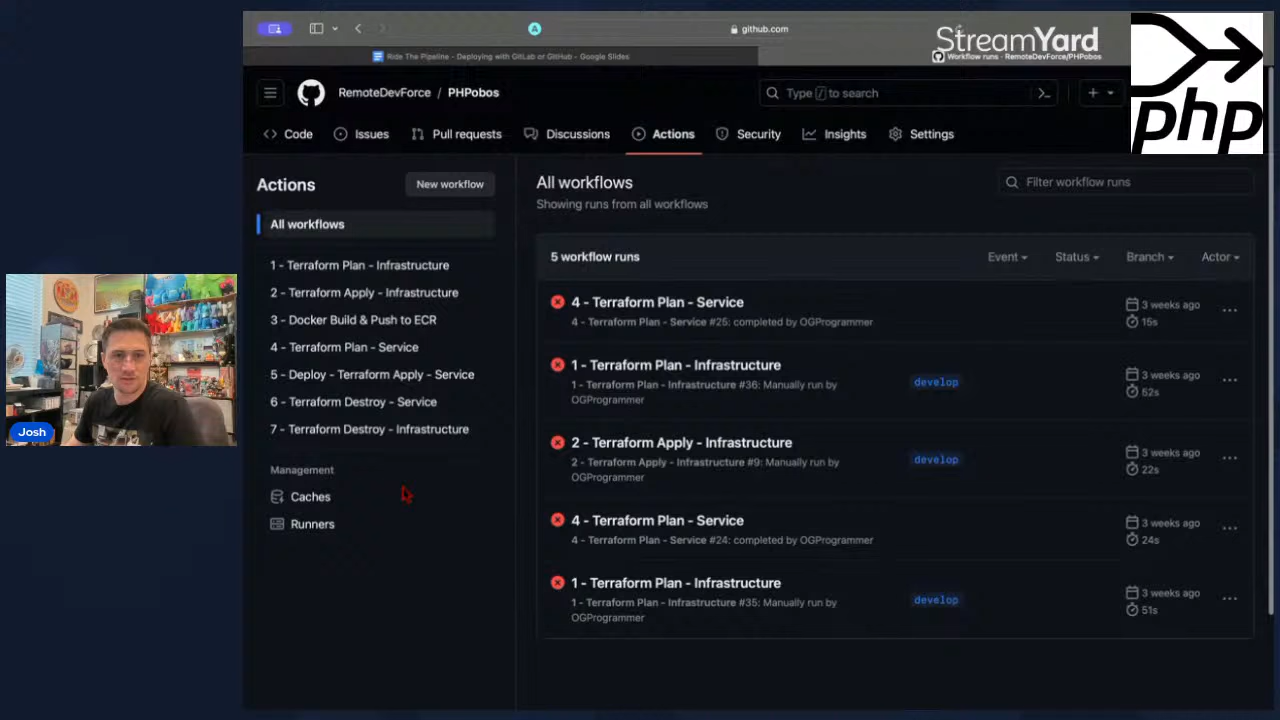 github.com
StreamYard
Ride The Pipeline - Deploying with GitLab or GitHub - Google Slides
Workflow runs · RemoteDevForce/PHPobos
php
RemoteDevForce / PHPobos
Type / to search
Code
Issues
Pull requests
Discussions
Actions
Security
Insights
Settings
Actions
New workflow
All workflows
1 - Terraform Plan - Infrastructure
2 - Terraform Apply - Infrastructure
3 - Docker Build & Push to ECR
4 - Terraform Plan - Service
5 - Deploy - Terraform Apply - Service
6 - Terraform Destroy - Service
7 - Terraform Destroy - Infrastructure
Management
Caches
Runners
All workflows
Showing runs from all workflows
Filter workflow runs
5 workflow runs
Event
Status
Branch
Actor
4 - Terraform Plan - Service
4 - Terraform Plan - Service #25: completed by OGProgrammer
3 weeks ago
15s
1 - Terraform Plan - Infrastructure
1 - Terraform Plan - Infrastructure #36: Manually run by
OGProgrammer
develop
3 weeks ago
52s
2 - Terraform Apply - Infrastructure
2 - Terraform Apply - Infrastructure #9: Manually run by
OGProgrammer
develop
3 weeks ago
22s
4 - Terraform Plan - Service
4 - Terraform Plan - Service #24: completed by OGProgrammer
3 weeks ago
24s
1 - Terraform Plan - Infrastructure
1 - Terraform Plan - Infrastructure #35: Manually run by
OGProgrammer
develop
3 weeks ago
51s
Josh